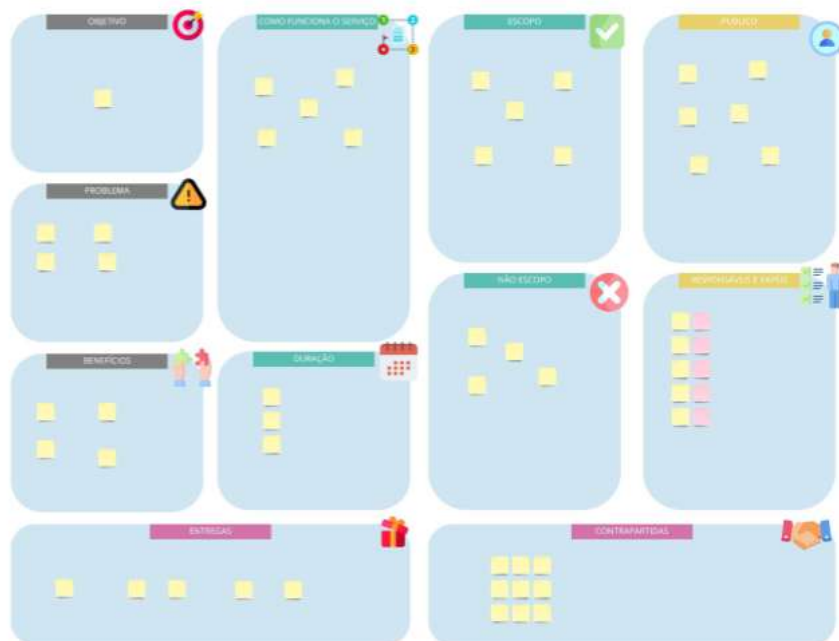 OBJETIVO
COMO FUNCIONA O SERVIÇO
ESCOPO
PÚBLICO
PROBLEMA
NÃO ESCOPO
RESPONSÁVEIS E PAPÉIS
BENEFÍCIOS
DURAÇÃO
ENTREGAS
CONTRAPARTIDAS